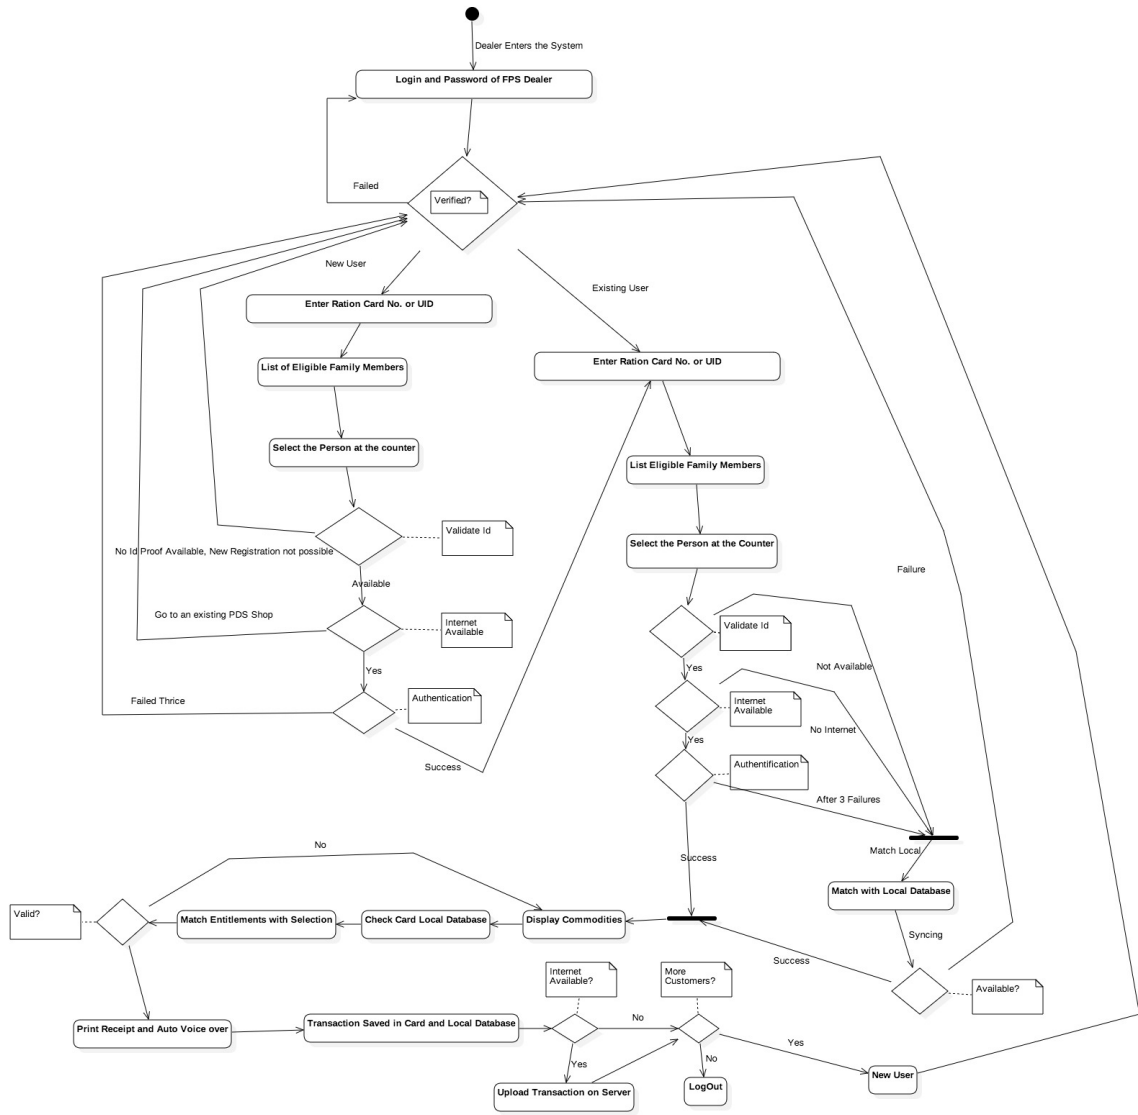 Dealer Enters the System
Login and Password of FPS Dealer
Failed
Verified?
New User
Existing User
Enter Ration Card No. or UID
Enter Ration Card No. or UID
List of Eligible Family Members
Select the Person at the counter
List Eligible Family Members
Validate Id
Select the Person at the Counter
No Id Proof Available, New Registration not possible
Available
Failure
Go to an existing PDS Shop
Internet
Available
Validate Id
Yes
Not Available
Yes
Failed Thrice
Authentication
Internet
Available
No Internet
Yes
Success
Authentification
After 3 Failures
No
Success
Match Local
Match with Local Database
Valid?
Match Entitlements with Selection
Check Card Local Database
Display Commodities
Syncing
Success
Internet
Available?
More
Customers?
Available?
Print Receipt and Auto Voice over
Transaction Saved in Card and Local Database
No
Yes
Yes
No
New User
Upload Transaction on Server
LogOut